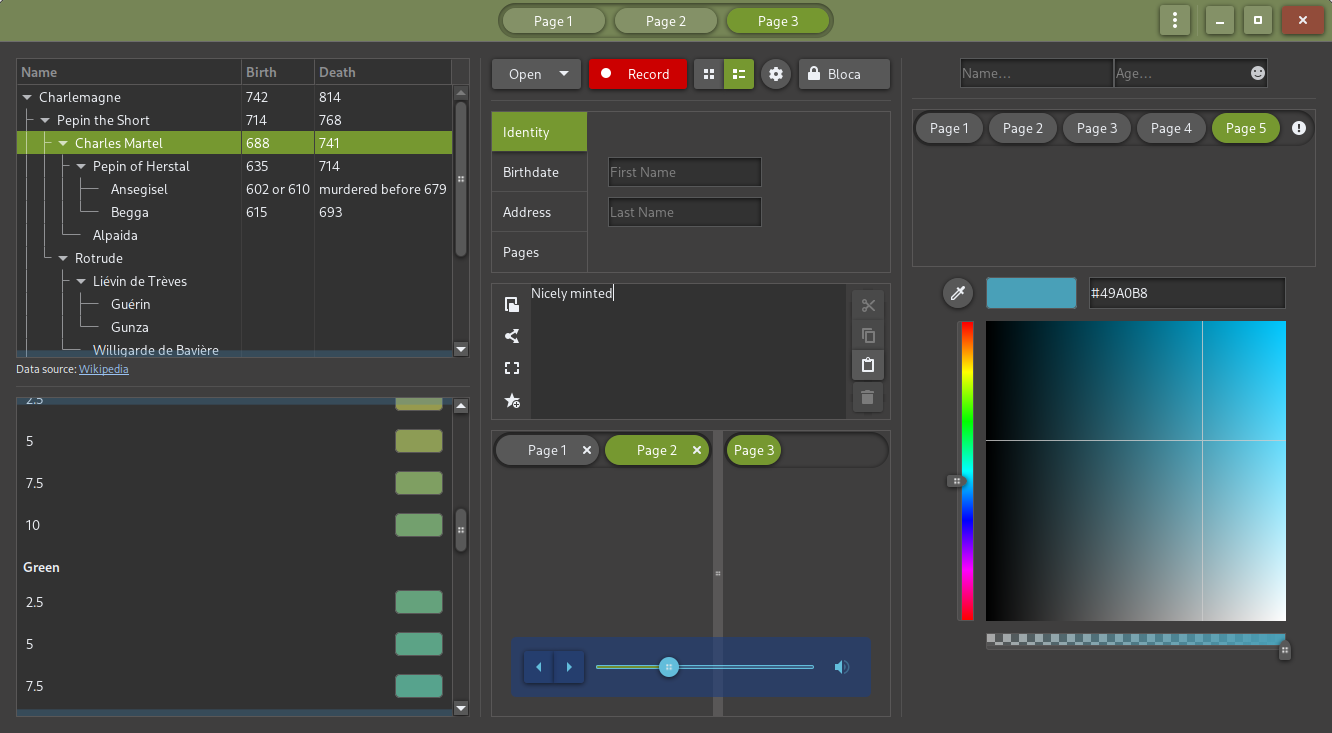 Page 1 Page 2 Page 3
Name Birth Death
Charlemagne 742 814
Pepin the Short 714 768
Charles Martel 688 741
Pepin of Herstal 635 714
Ansegisel 602 or 610 murdered before 679
Begga 615 693
Alpaida
Rotrude
Liévin de Trèves
Guérin
Gunza
Willigarde de Bavière
Data source: Wikipedia
2.5
5
7.5
10
Green
2.5
5
7.5
Open Record Bloca
Identity
Birthdate
Address
Pages
First Name
Last Name
Nicely minted
Page 1 Page 2 Page 3
Name... Age...
Page 1 Page 2 Page 3 Page 4 Page 5
#49A0B8